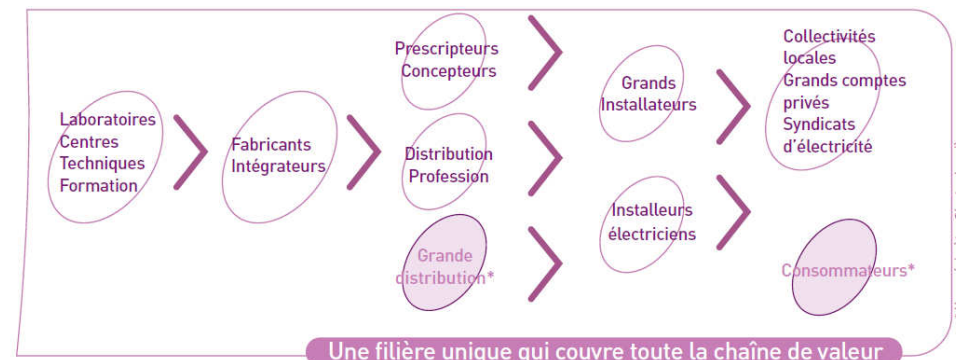 Laboratoires
Centres
Techniques
Formation
Fabricants
Intégrateurs
Prescripteurs
Concepteurs
Distribution
Profession
Grande
distribution*
Grands
Installateurs
Installeurs
électriciens
Collectivités
locales
Grands comptes
privés
Syndicats
d'électricité
Consommateurs*
Une filière unique qui couvre toute la chaîne de valeur